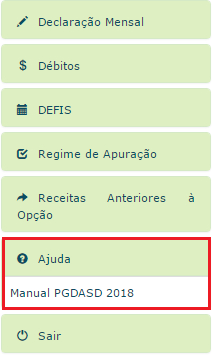 Declaração Mensal
$ Débitos
DEFIS
Regime de Apuração
Receitas Anteriores à
Opção
Ajuda
Manual PGDASD 2018
Sair